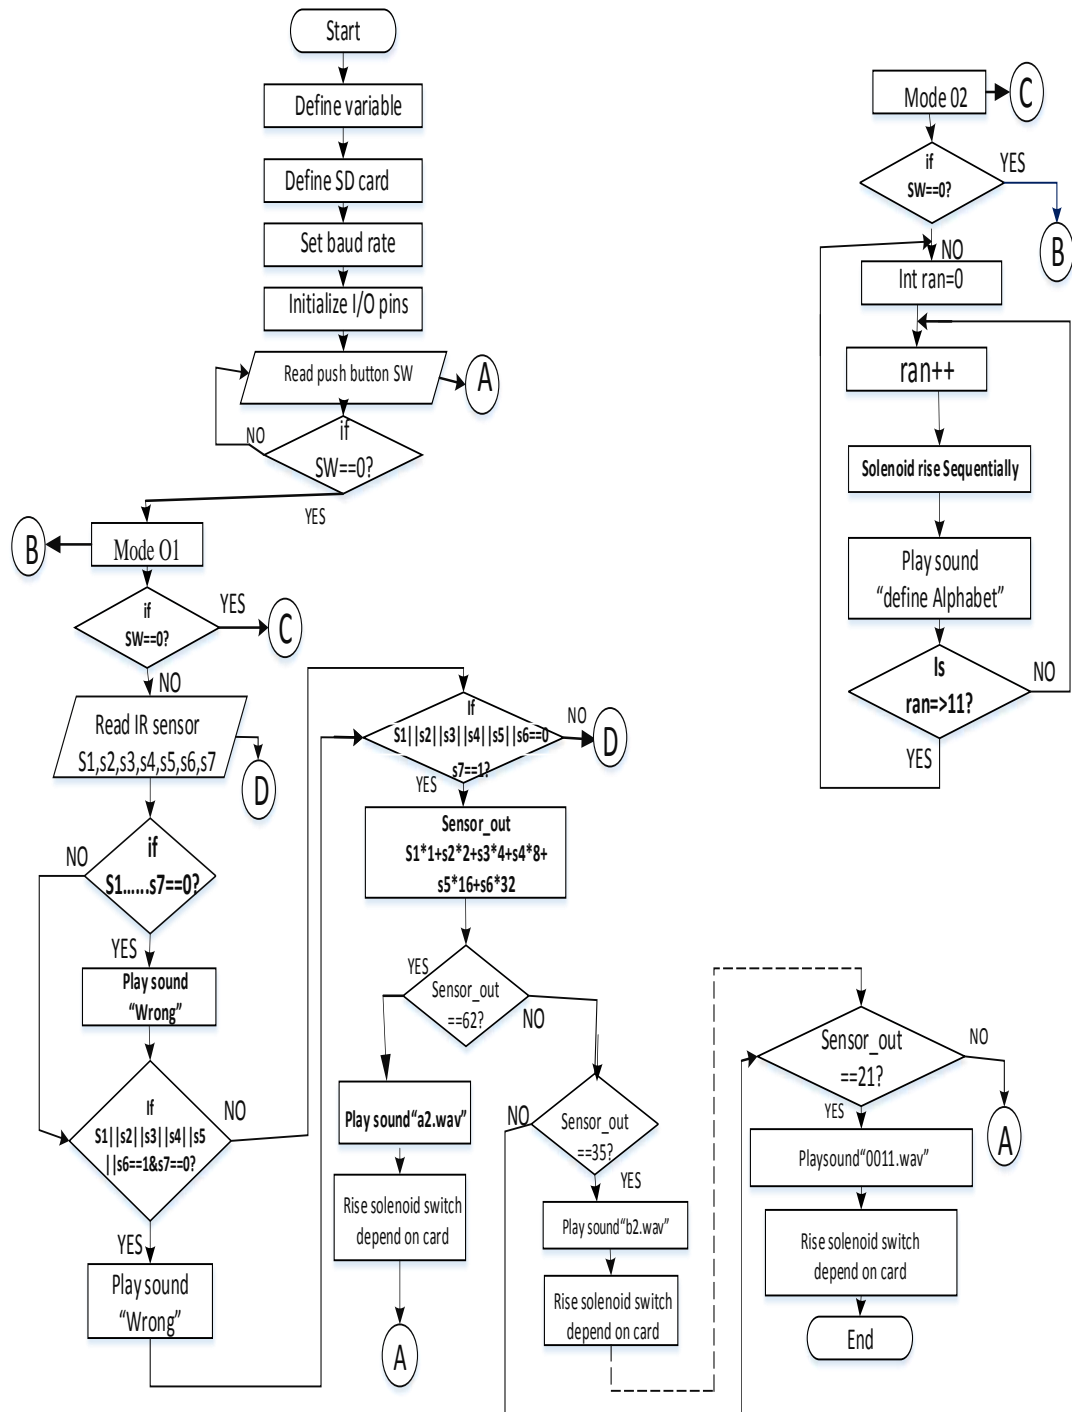 Start
Define variable
Define SD card
Set baud rate
Initialize I/O pins
Read push button SW
A
if
SW==0?
NO
YES
Mode O1
B
if
SW==0?
YES
C
NO
Read IR sensor
S1,s2,s3,s4,s5,s6,s7
D
if
S1......s7==0?
NO
YES
Play sound
“Wrong”
If
S1||s2||s3||s4||s5
||s6==1&s7==0?
NO
YES
Play sound
“Wrong”
If
S1||s2||s3||s4||s5||s6==0
s7==1?
NO
D
YES
Sensor_out
S1*1+s2*2+s3*4+s4*8+
s5*16+s6*32
Sensor_out
==62?
YES
NO
Play sound“a2.wav”
Rise solenoid switch
depend on card
A
Sensor_out
==35?
NO
YES
Play sound“b2.wav”
Rise solenoid switch
depend on card
Sensor_out
==21?
NO
A
YES
Playsound“0011.wav”
Rise solenoid switch
depend on card
End
Mode 02
C
if
SW==0?
YES
B
NO
Int ran=0
ran++
Solenoid rise Sequentially
Play sound
“define Alphabet”
Is
ran=>11?
NO
YES